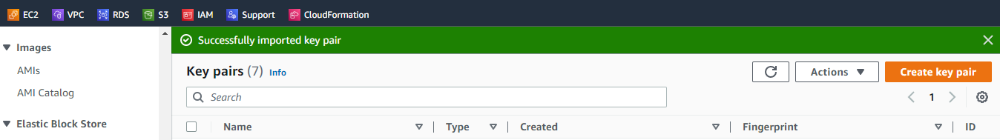 EC2 VPC RDS S3 IAM Support CloudFormation
Successfully imported key pair
Images
AMIs
AMI Catalog
Elastic Block Store
Key pairs (7) Info
Actions
Create key pair
Search
1
Name Type Created Fingerprint ID